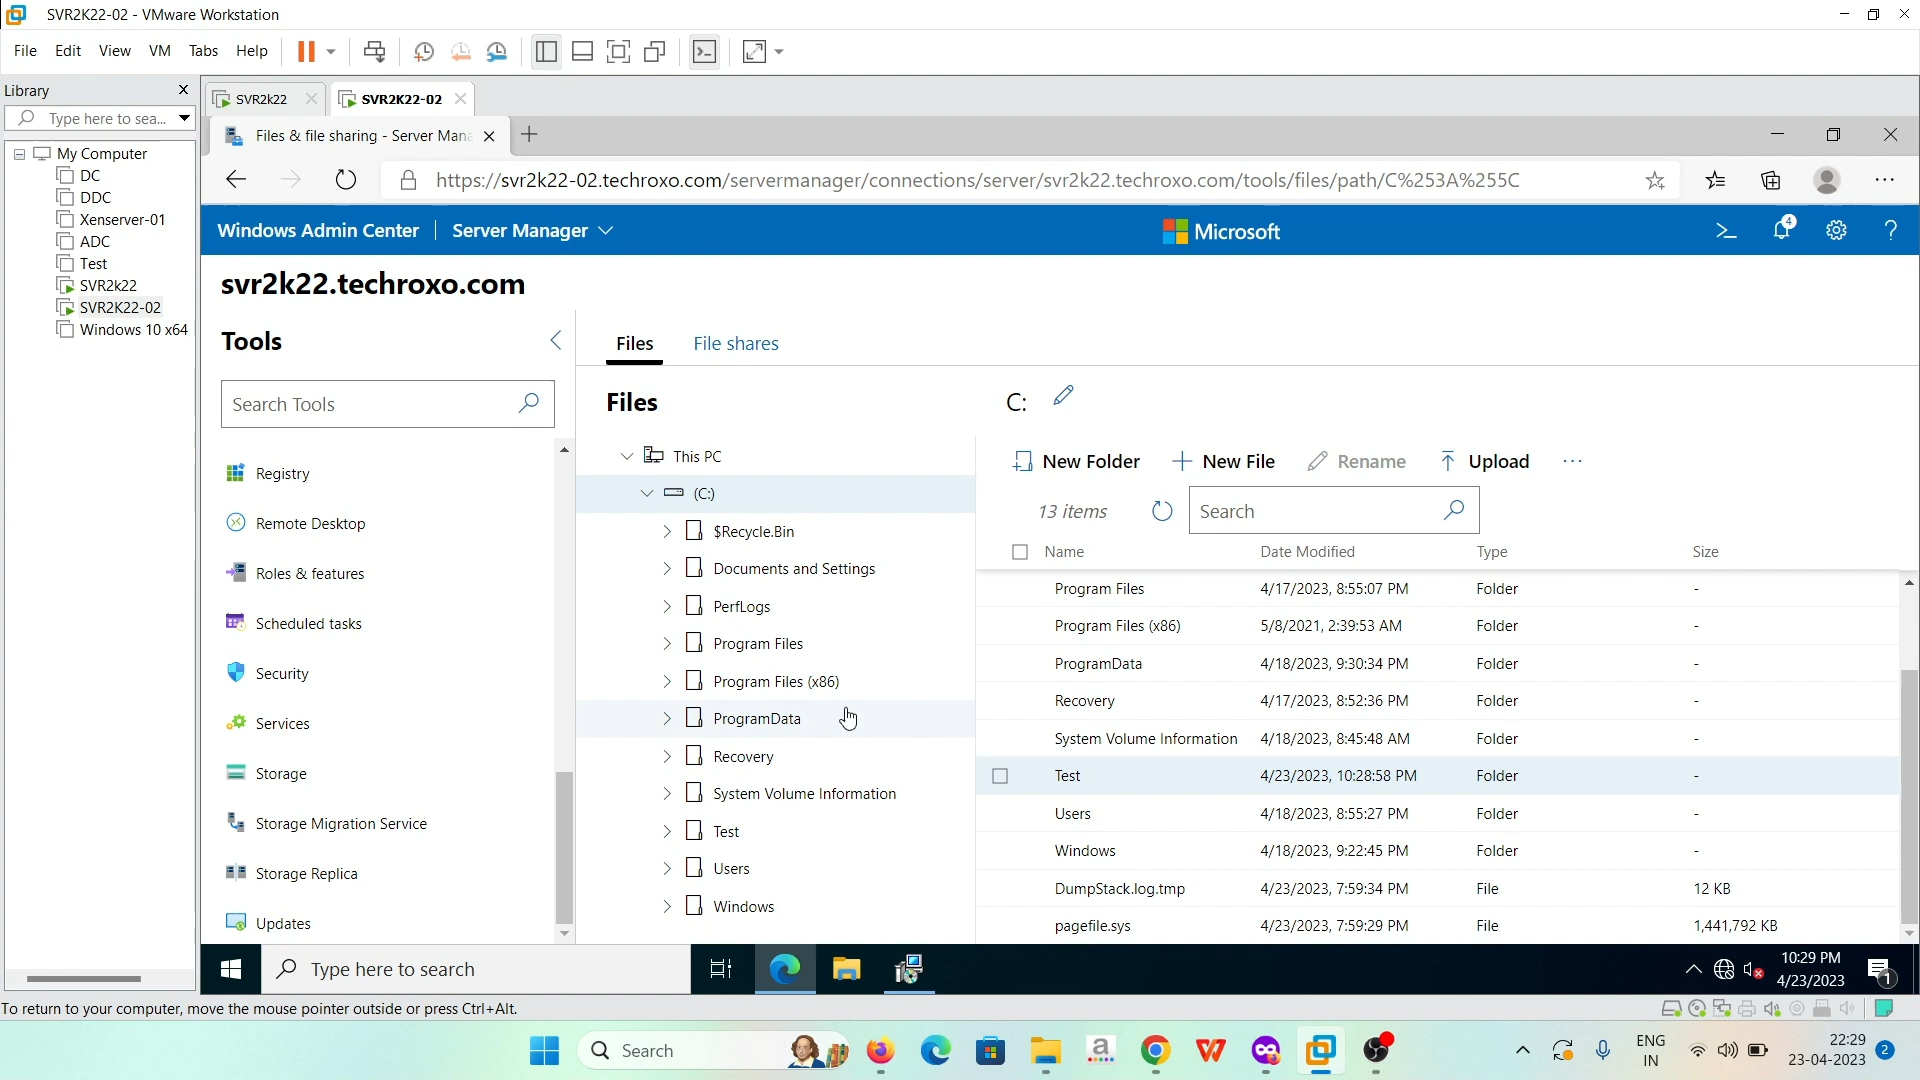 SVR2K22-02 - VMware Workstation
File Edit View VM Tabs Help
Library
Type here to sea...
My Computer
DC
DDC
Xenserver-01
ADC
Test
SVR2k22
SVR2K22-02
Windows 10 x64
SVR2k22
SVR2K22-02
Files & file sharing - Server Mana
https://svr2k22-02.techroxo.com/servermanager/connections/server/svr2k22.techroxo.com/tools/files/path/C%253A%255C
Windows Admin Center Server Manager
Microsoft
4
?
svr2k22.techroxo.com
Tools
Search Tools
Registry
Remote Desktop
Roles & features
Scheduled tasks
Security
Services
Storage
Storage Migration Service
Storage Replica
Updates
Files File shares
Files
This PC
(C:)
$Recycle.Bin
Documents and Settings
PerfLogs
Program Files
Program Files (x86)
ProgramData
Recovery
System Volume Information
Test
Users
Windows
C:
New Folder New File Rename Upload ...
13 items Search
Name Date Modified Type Size
Program Files 4/17/2023, 8:55:07 PM Folder -
Program Files (x86) 5/8/2021, 2:39:53 AM Folder -
ProgramData 4/18/2023, 9:30:34 PM Folder -
Recovery 4/17/2023, 8:52:36 PM Folder -
System Volume Information 4/18/2023, 8:45:48 AM Folder -
Test 4/23/2023, 10:28:58 PM Folder -
Users 4/18/2023, 8:55:27 PM Folder -
Windows 4/18/2023, 9:22:45 PM Folder -
DumpStack.log.tmp 4/23/2023, 7:59:34 PM File 12 KB
pagefile.sys 4/23/2023, 7:59:29 PM File 1,441,792 KB
Type here to search
10:29 PM
4/23/2023
1
To return to your computer, move the mouse pointer outside or press Ctrl+Alt.
Search
ENG
IN
22:29
23-04-2023
2